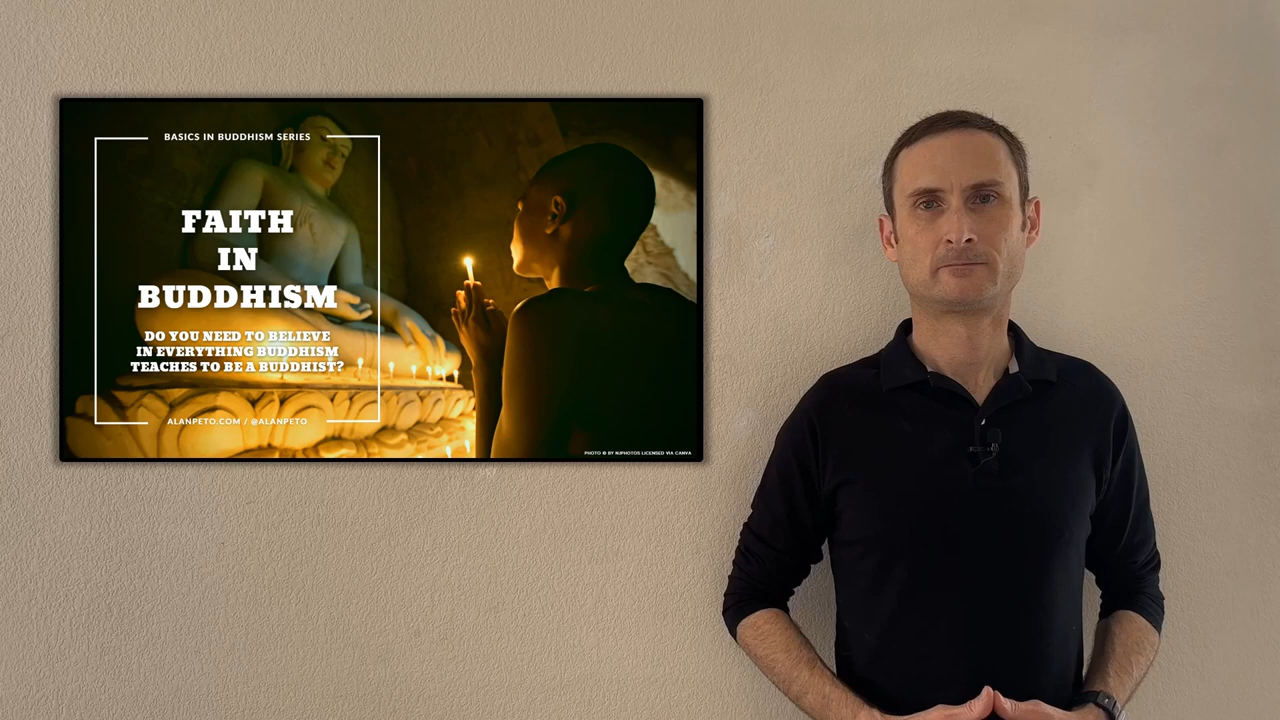 BASICS IN BUDDHISM SERIES
FAITH
IN
BUDDHISM
DO YOU NEED TO BELIEVE
IN EVERYTHING BUDDHISM
TEACHES TO BE A BUDDHIST?
ALANPETO.COM / @ALANPETO
PHOTO © BY NJPHOTOS LICENSED VIA CANVA